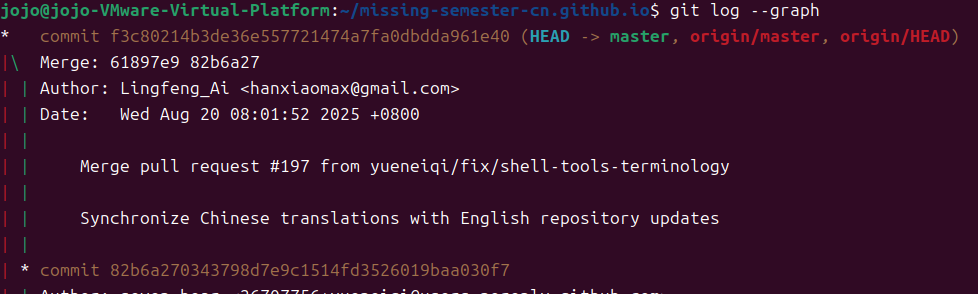 jojo@jojo-VMware-Virtual-Platform:~/missing-semester-cn.github.io$ git log --graph
*   commit f3c80214b3de36e557721474a7fa0dbdda961e40 (HEAD -> master, origin/master, origin/HEAD)
|\  Merge: 61897e9 82b6a27
| | Author: Lingfeng_Ai <hanxiaomax@gmail.com>
| | Date:   Wed Aug 20 08:01:52 2025 +0800
| |
| |     Merge pull request #197 from yueneiqi/fix/shell-tools-terminology
| |
| |     Synchronize Chinese translations with English repository updates
| |
| * commit 82b6a270343798d7e9c1514fd3526019baa030f7
| | Author: